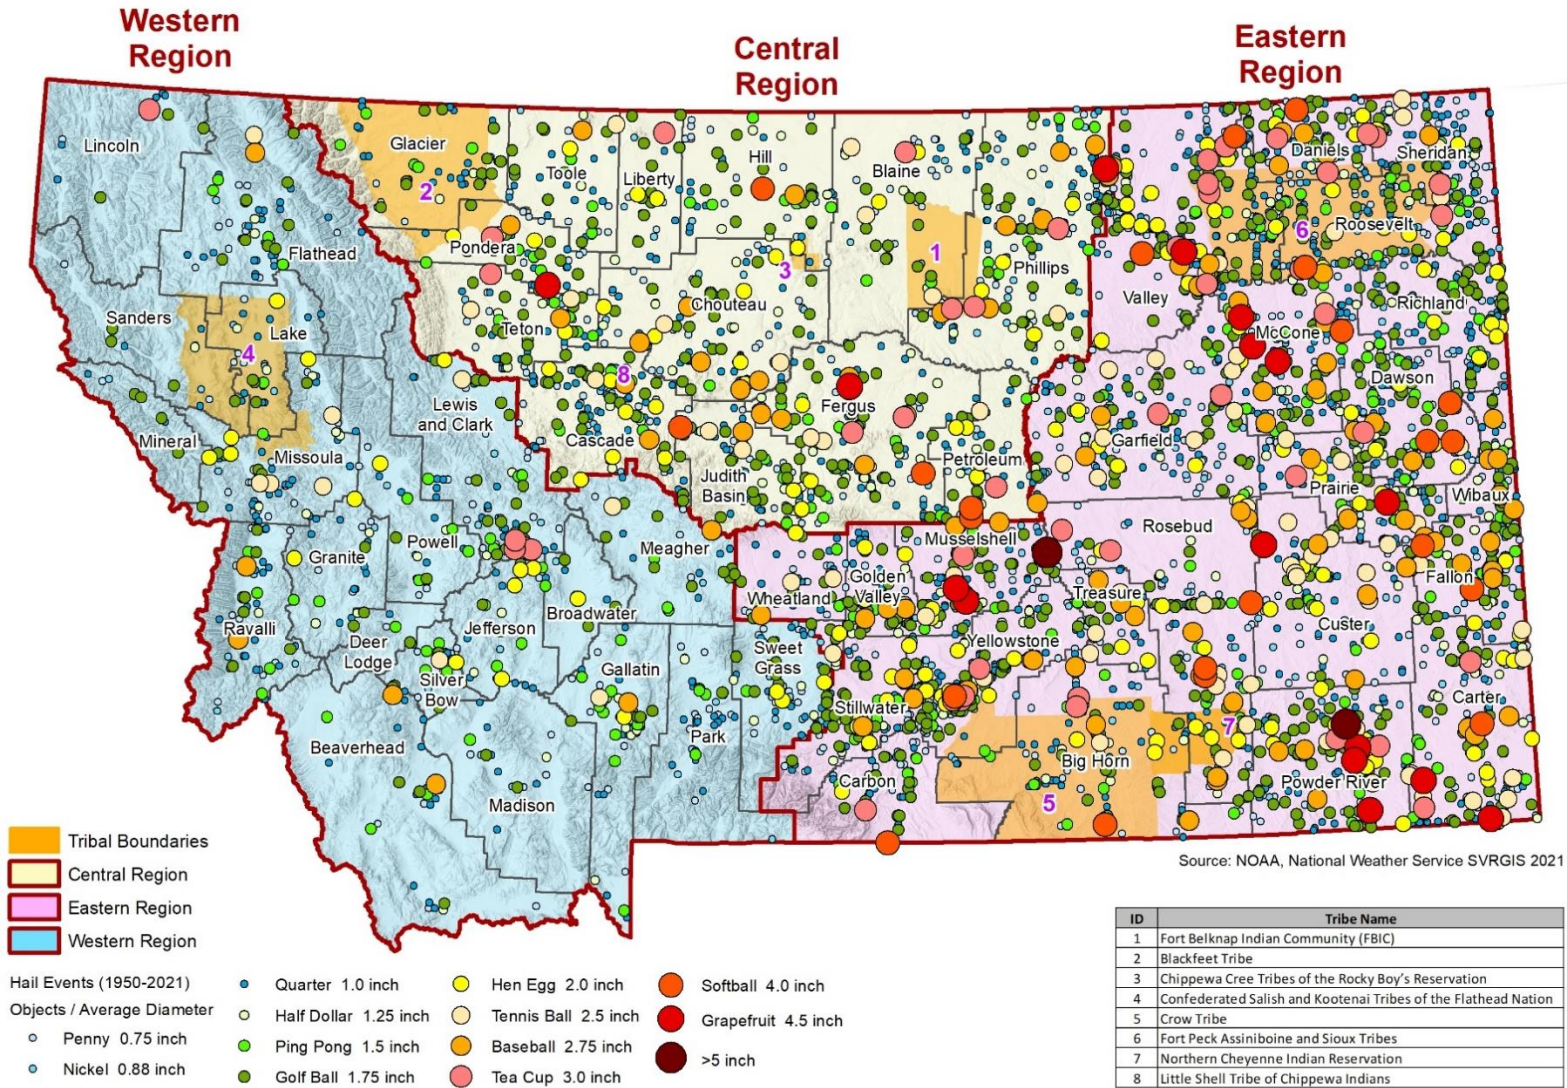 Western
Region
Central
Region
Eastern
Region
Lincoln
Glacier
2
Toole
Liberty
Hill
Blaine
Daniels
Sheridan
Flathead
Pondera
3
1
Phillips
6
Roosevelt
Valley
Richland
Sanders
Lake
4
Teton
Chouteau
McCone
8
Dawson
Mineral
Missoula
Lewis
and Clark
Cascade
Fergus
Judith
Basin
Petroleum
Garfield
Prairie
Wibaux
Granite
Powell
Meagher
Musselshell
Rosebud
Golden
Valley
Wheatland
Treasure
Fallon
Ravalli
Deer
Lodge
Jefferson
Broadwater
Yellowstone
Custer
Silver
Bow
Gallatin
Sweet
Grass
Stillwater
Carter
Beaverhead
Park
Big Horn
7
Carbon
5
Powder River
Madison
Source: NOAA, National Weather Service SVRGIS 2021
Tribal Boundaries
Central Region
Eastern Region
Western Region
Hail Events (1950-2021)
Objects / Average Diameter
Penny 0.75 inch
Nickel 0.88 inch
Quarter 1.0 inch
Half Dollar 1.25 inch
Ping Pong 1.5 inch
Golf Ball 1.75 inch
Hen Egg 2.0 inch
Tennis Ball 2.5 inch
Baseball 2.75 inch
Tea Cup 3.0 inch
Softball 4.0 inch
Grapefruit 4.5 inch
>5 inch
ID Tribe Name
1 Fort Belknap Indian Community (FBIC)
2 Blackfeet Tribe
3 Chippewa Cree Tribes of the Rocky Boy's Reservation
4 Confederated Salish and Kootenai Tribes of the Flathead Nation
5 Crow Tribe
6 Fort Peck Assiniboine and Sioux Tribes
7 Northern Cheyenne Indian Reservation
8 Little Shell Tribe of Chippewa Indians